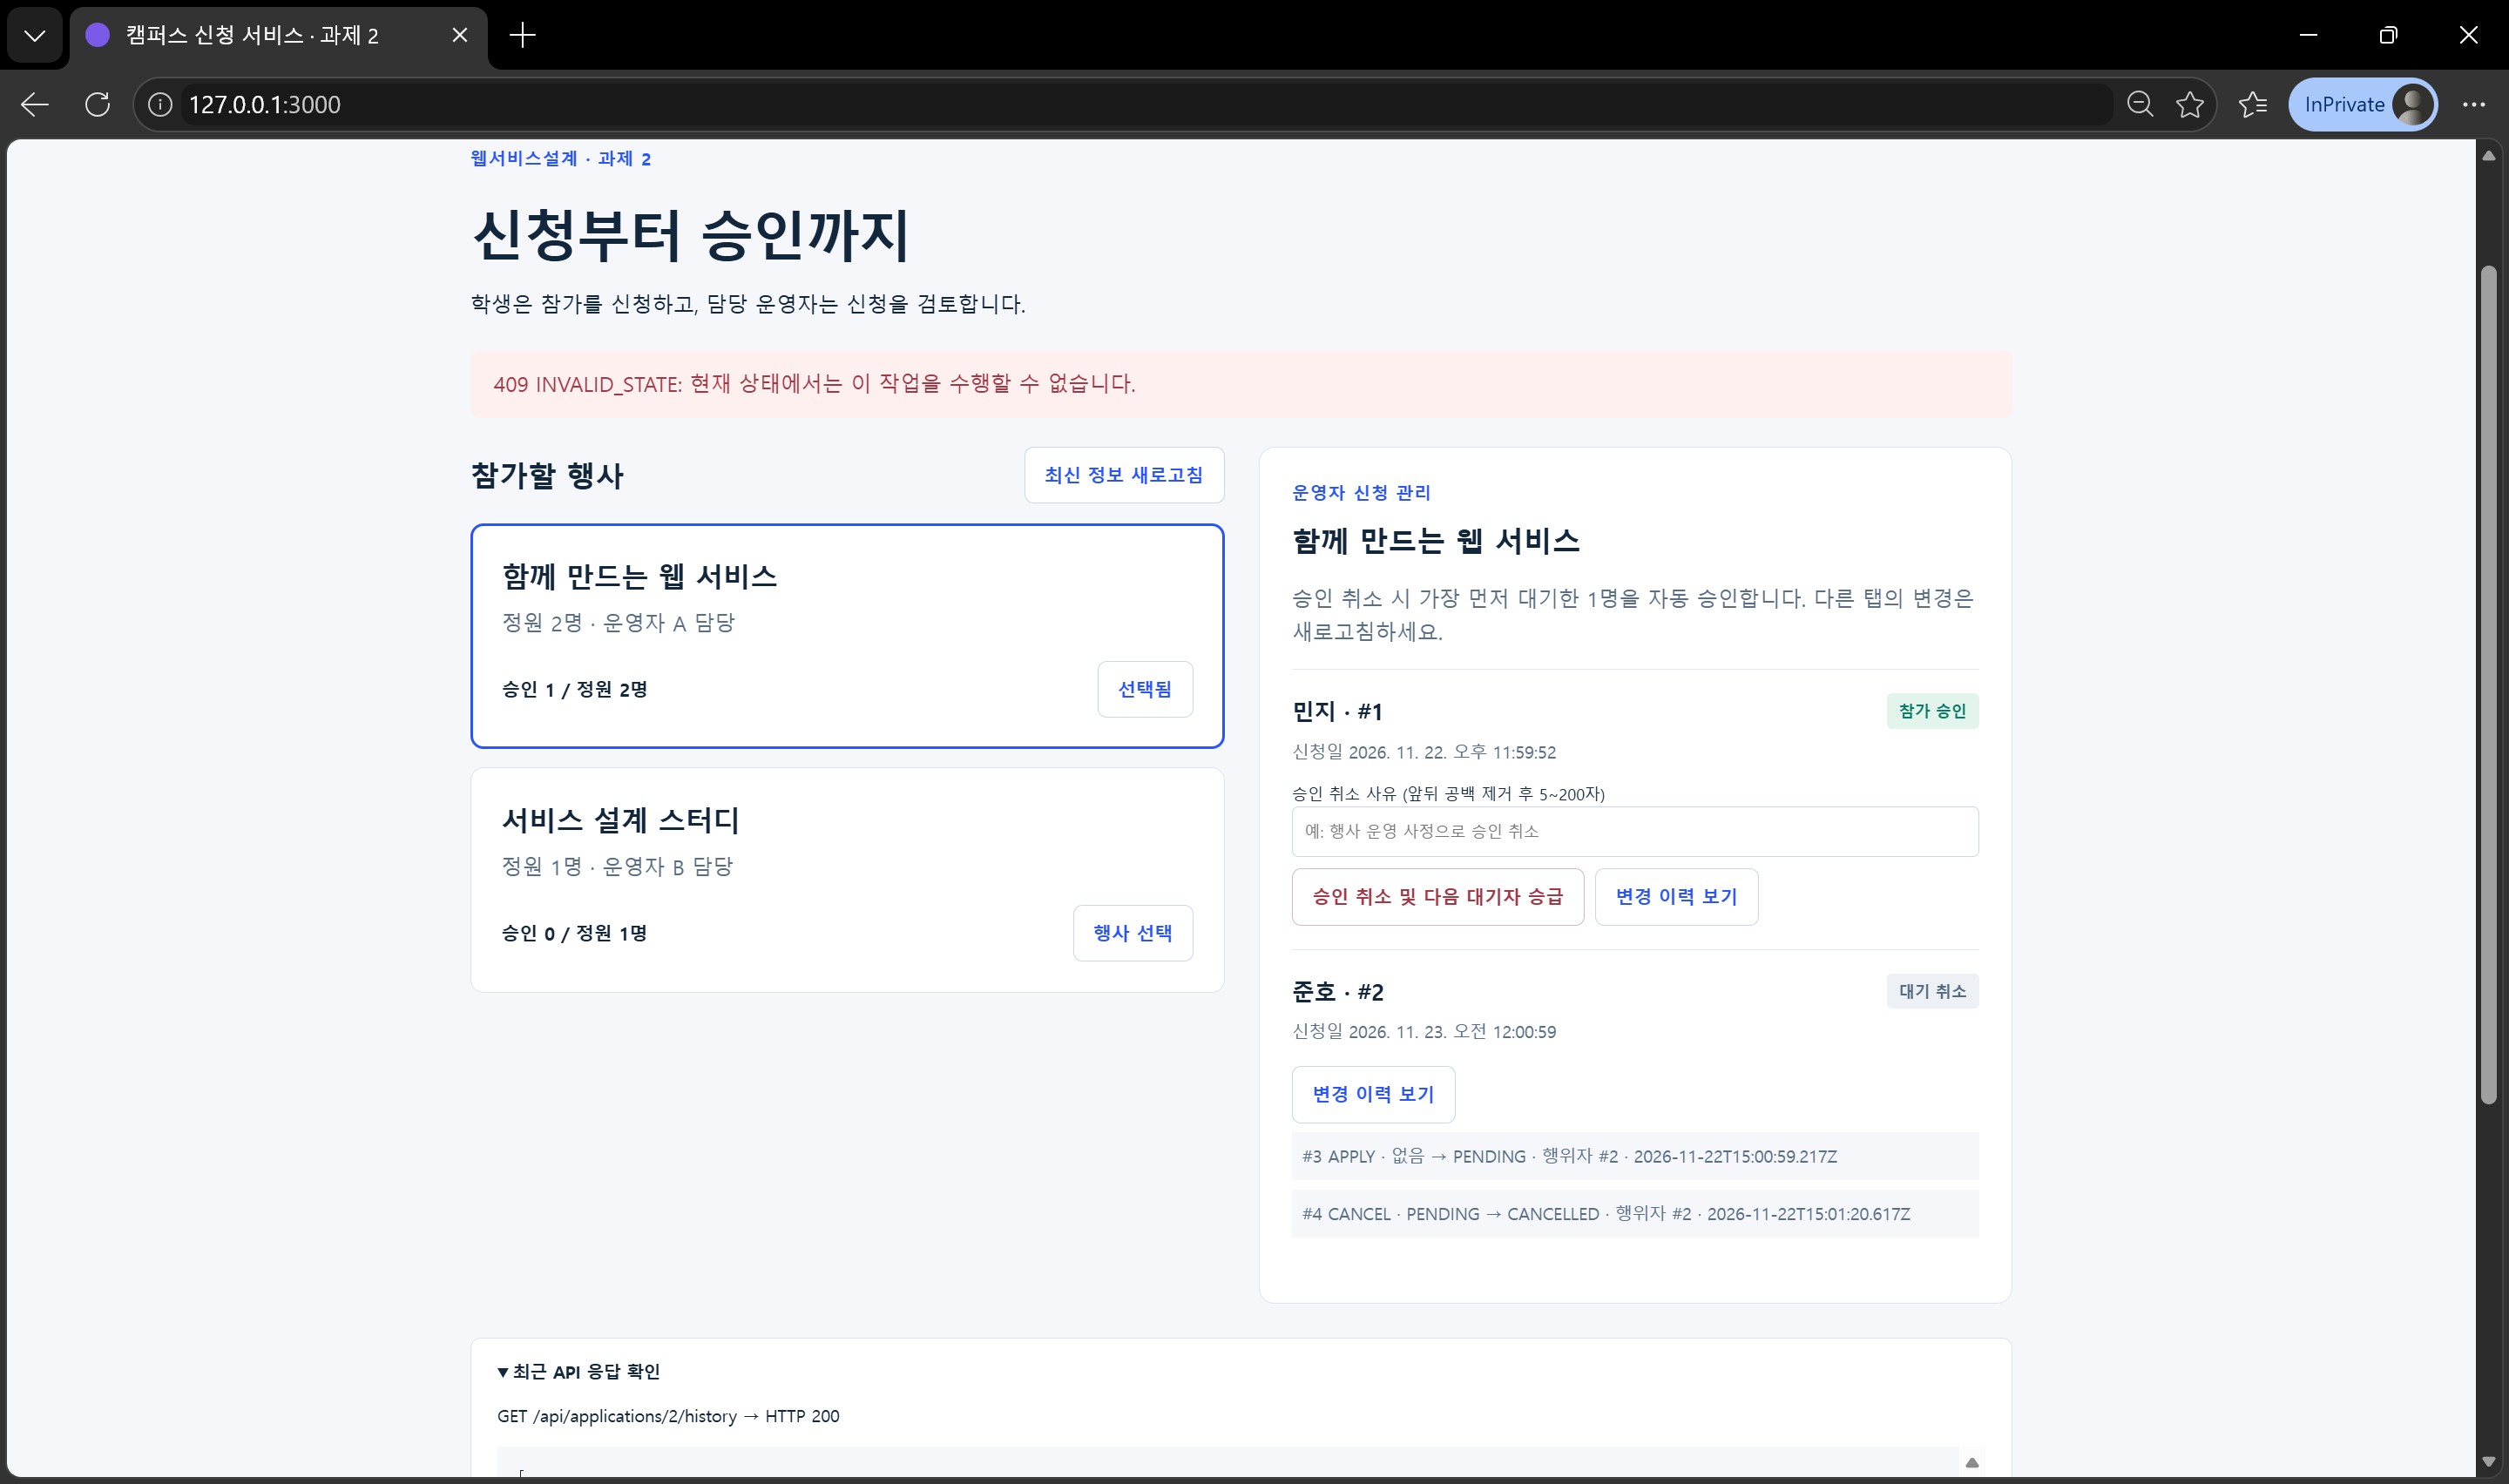 캠퍼스 신청 서비스 · 과제 2
127.0.0.1:3000
InPrivate
웹서비스설계 · 과제 2
신청부터 승인까지
학생은 참가를 신청하고, 담당 운영자는 신청을 검토합니다.
409 INVALID_STATE: 현재 상태에서는 이 작업을 수행할 수 없습니다.
참가할 행사
최신 정보 새로고침
함께 만드는 웹 서비스
정원 2명 · 운영자 A 담당
승인 1 / 정원 2명
선택됨
서비스 설계 스터디
정원 1명 · 운영자 B 담당
승인 0 / 정원 1명
행사 선택
운영자 신청 관리
함께 만드는 웹 서비스
승인 취소 시 가장 먼저 대기한 1명을 자동 승인합니다. 다른 탭의 변경은
새로고침하세요.
민지 · #1
참가 승인
신청일 2026. 11. 22. 오후 11:59:52
승인 취소 사유 (앞뒤 공백 제거 후 5~200자)
예: 행사 운영 사정으로 승인 취소
승인 취소 및 다음 대기자 승급
변경 이력 보기
준호 · #2
대기 취소
신청일 2026. 11. 23. 오전 12:00:59
변경 이력 보기
#3 APPLY · 없음 → PENDING · 행위자 #2 · 2026-11-22T15:00:59.217Z
#4 CANCEL · PENDING → CANCELLED · 행위자 #2 · 2026-11-22T15:01:20.617Z
▼ 최근 API 응답 확인
GET /api/applications/2/history → HTTP 200
[